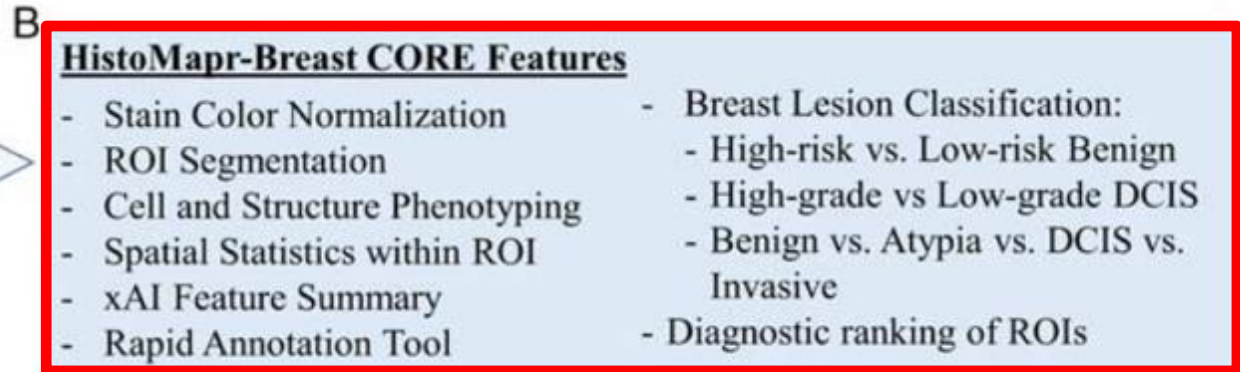 B
HistoMapr-Breast CORE Features
- Stain Color Normalization
- ROI Segmentation
- Cell and Structure Phenotyping
- Spatial Statistics within ROI
- xAI Feature Summary
- Rapid Annotation Tool
- Breast Lesion Classification:
- High-risk vs. Low-risk Benign
- High-grade vs Low-grade DCIS
- Benign vs. Atypia vs. DCIS vs.
Invasive
- Diagnostic ranking of ROIs